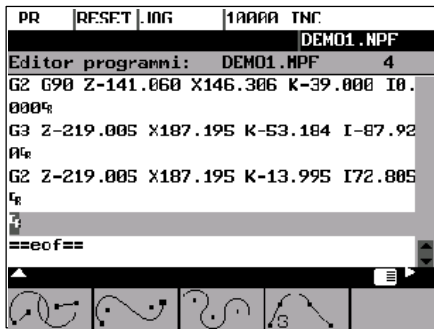 PR RESET JOG 10000 INC
DEMO1.NPF
Editor programmi: DEMO1.MPF 4
G2 G90 Z-141.060 X146.306 K-39.000 I0.
000
G3 Z-219.005 X187.195 K-53.184 I-87.92
G2 Z-219.005 X187.195 K-13.995 I72.805
==eof==
3